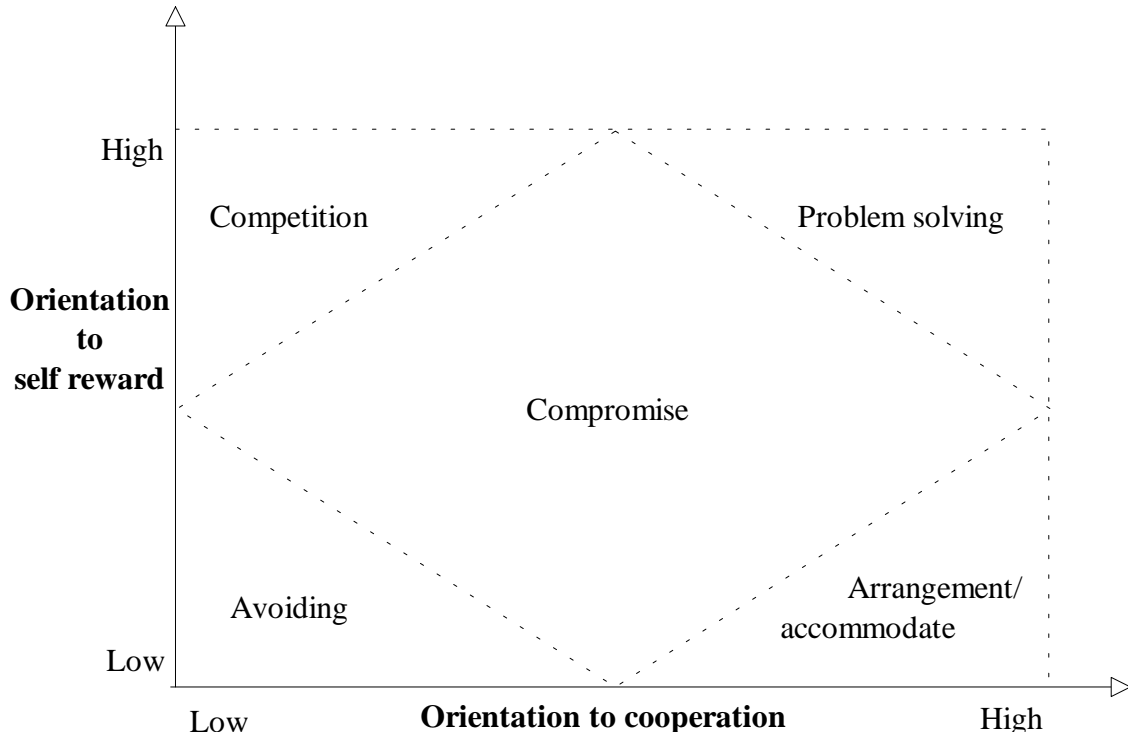 High
Competition
Problem solving
Orientation
to
self reward
Compromise
Avoiding
Arrangement/
accommodate
Low
Low
Orientation to cooperation
High